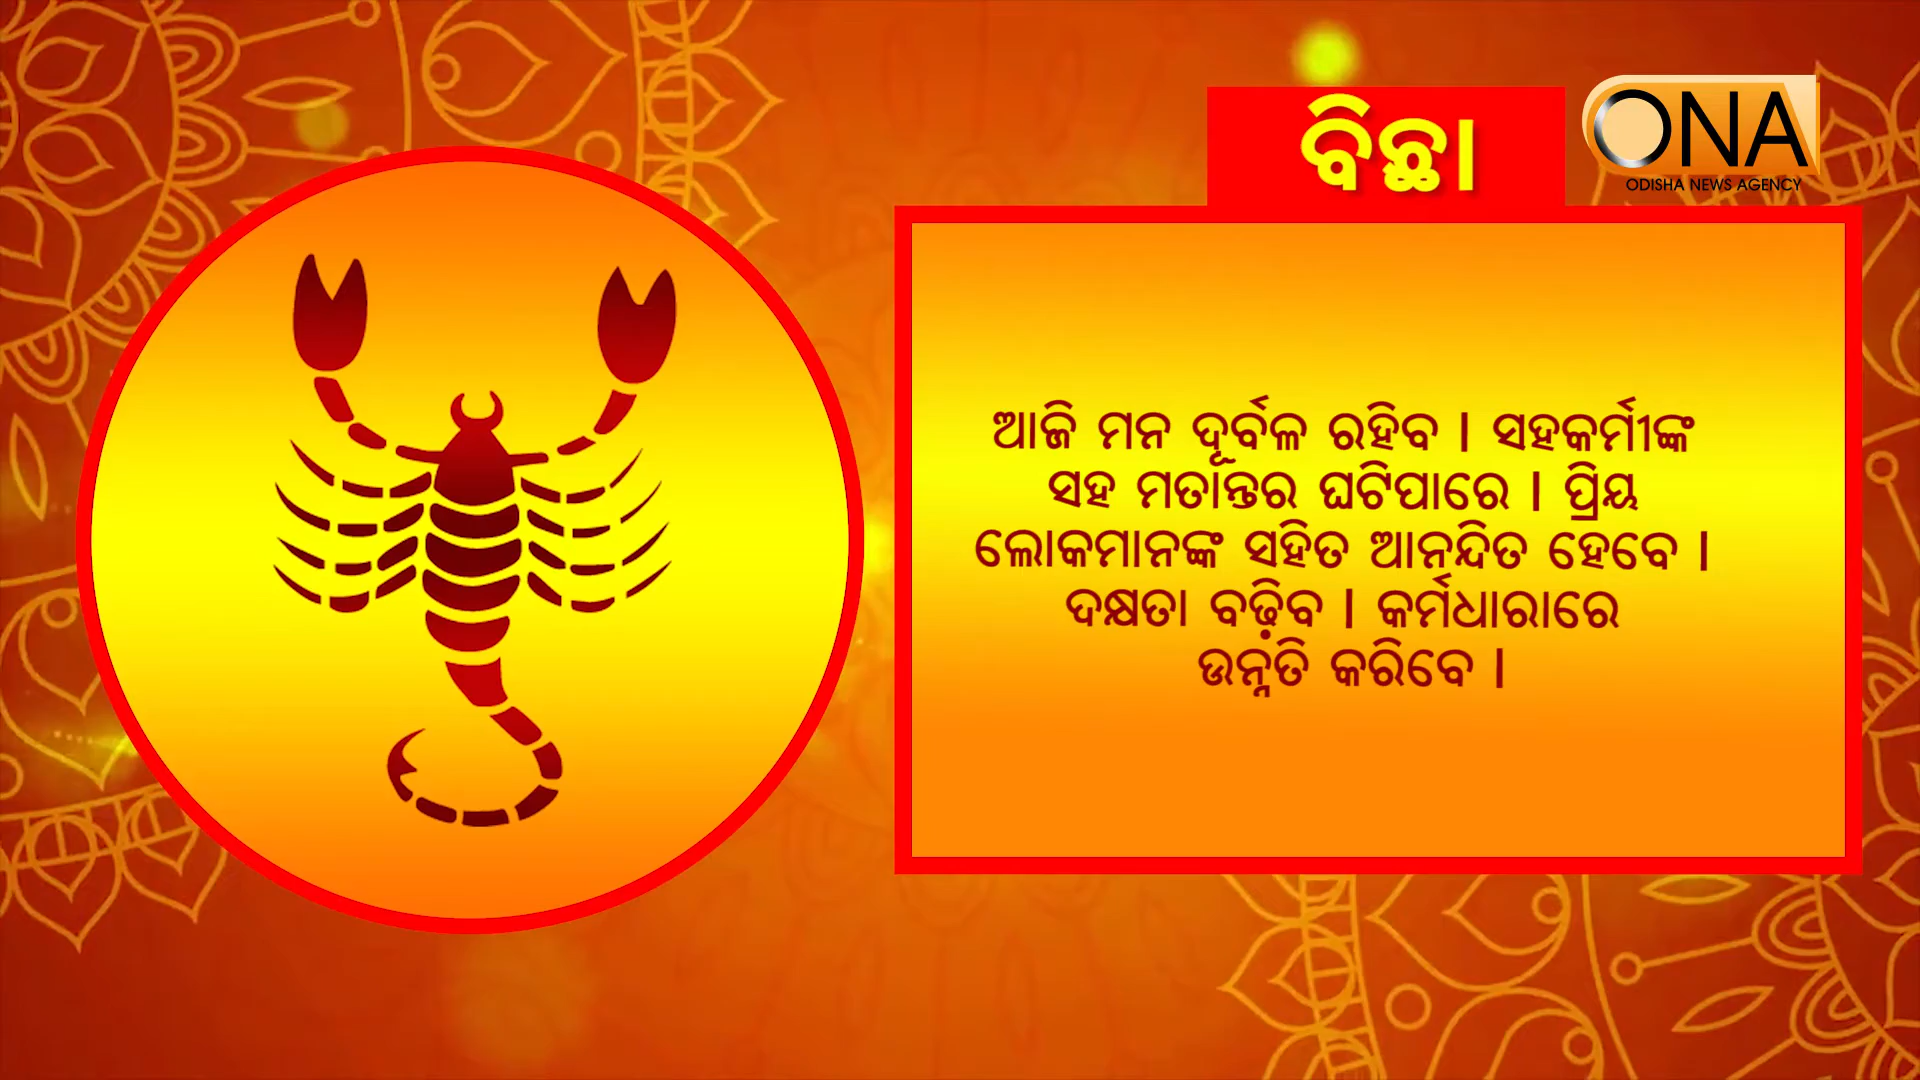 ବିଛା
ONA
ODISHA NEWS AGENCY
ଆଜି ମନ ଦୂର୍ବଳ ରହିବ । ସହକର୍ମୀଙ୍କ
ସହ ମତାନ୍ତର ଘଟିପାରେ । ପ୍ରିୟ
ଲୋକମାନଙ୍କ ସହିତ ଆନନ୍ଦିତ ହେବେ ।
ଦକ୍ଷତା ବଢ଼ିବ । କର୍ମଧାରାରେ
ଉନ୍ନତି କରିବେ ।